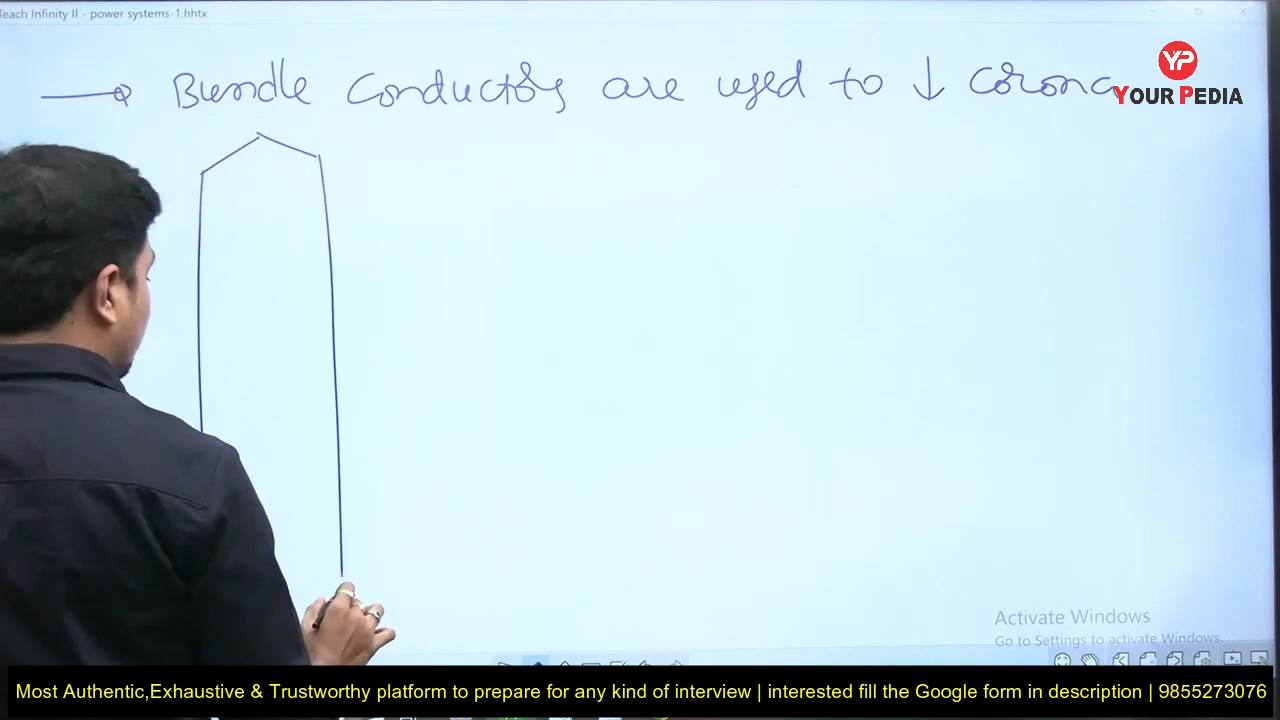 Teach Infinity II - power systems-1.hhtx
Bundle Conductors are used to ↓ Corona
YP
YOUR PEDIA
Activate Windows
Go to Settings to activate Windows.
Most Authentic,Exhaustive & Trustworthy platform to prepare for any kind of interview | interested fill the Google form in description | 9855273076